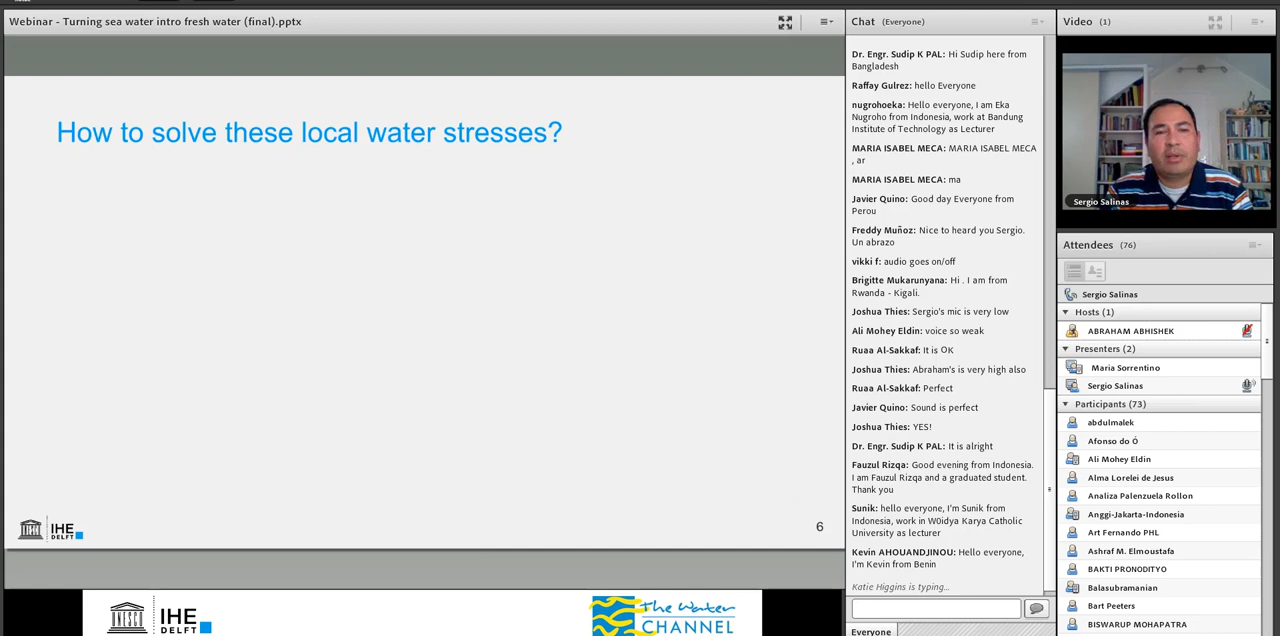 Webinar - Turning sea water intro fresh water (final).pptx
How to solve these local water stresses?
IHE
DELFT
6
UNESCO
IHE
DELFT
The Water
CHANNEL
Chat (Everyone)
Dr. Engr. Sudip K PAL: Hi Sudip here from
Bangladesh
Raffay Gulrez: hello Everyone
nugrohoeka: Hello everyone, I am Eka
Nugroho from Indonesia, work at Bandung
Institute of Technology as Lecturer
MARIA ISABEL MECA: MARIA ISABEL MECA
, ar
MARIA ISABEL MECA: ma
Javier Quino: Good day Everyone from
Perou
Freddy Muñoz: Nice to heard you Sergio.
Un abrazo
vikki f: audio goes on/off
Brigitte Mukarunyana: Hi . I am from
Rwanda - Kigali.
Joshua Thies: Sergio's mic is very low
Ali Mohey Eldin: voice so weak
Ruaa Al-Sakkaf: It is OK
Joshua Thies: Abraham's is very high also
Ruaa Al-Sakkaf: Perfect
Javier Quino: Sound is perfect
Joshua Thies: YES!
Dr. Engr. Sudip K PAL: It is alright
Fauzul Rizqa: Good evening from Indonesia.
I am Fauzul Rizqa and a graduated student.
Thank you
Sunik: hello everyone, I'm Sunik from
Indonesia, work in W0idya Karya Catholic
University as lecturer
Kevin AHOUANDJINOU: Hello everyone,
I'm Kevin from Benin
Katie Higgins is typing...
Everyone
Video (1)
Sergio Salinas
Attendees (76)
Sergio Salinas
Hosts (1)
ABRAHAM ABHISHEK
Presenters (2)
Maria Sorrentino
Sergio Salinas
Participants (73)
abdulmalek
Afonso do Ó
Ali Mohey Eldin
Alma Lorelei de Jesus
Analiza Palenzuela Rollon
Anggi-Jakarta-Indonesia
Art Fernando PHL
Ashraf M. Elmoustafa
BAKTI PRONODITYO
Balasubramanian
Bart Peeters
BISWARUP MOHAPATRA